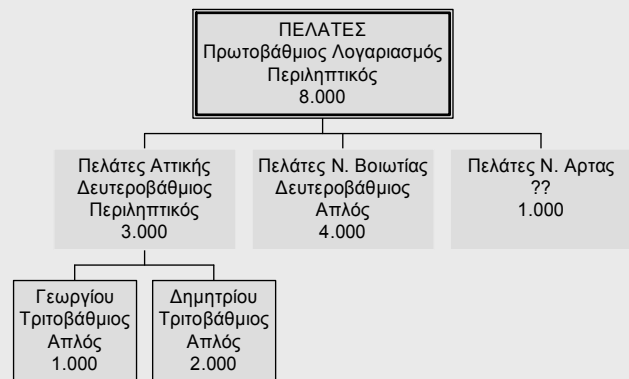 ΠΕΛΑΤΕΣ
Πρωτοβάθμιος Λογαριασμός
Περιληπτικός
8.000
Πελάτες Αττικής
Δευτεροβάθμιος
Περιληπτικός
3.000
Πελάτες Ν. Βοιωτίας
Δευτεροβάθμιος
Απλός
4.000
Πελάτες Ν. Αρτας
??
1.000
Γεωργίου
Τριτοβάθμιος
Απλός
1.000
Δημητρίου
Τριτοβάθμιος
Απλός
2.000